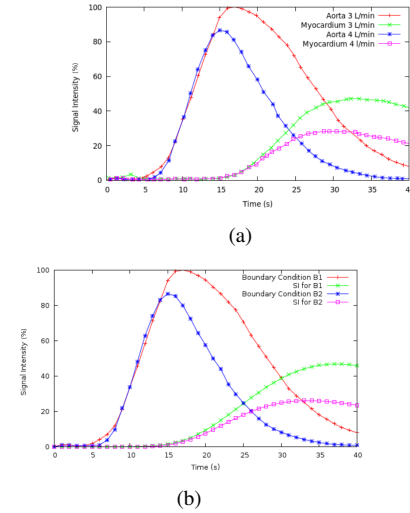 100
80
60
40
20
0
Signal Intensity (%)
0 5 10 15 20 25 30 35 40
Time (s)
Aorta 3 L/min
Myocardium 3 L/min
Aorta 4 L/min
Myocardium 4 l/min
(a)
100
80
60
40
20
0
Signal Intensity (%)
0 5 10 15 20 25 30 35 40
Time (s)
Boundary Condition B1
SI for B1
Boundary Condition B2
SI for B2
(b)